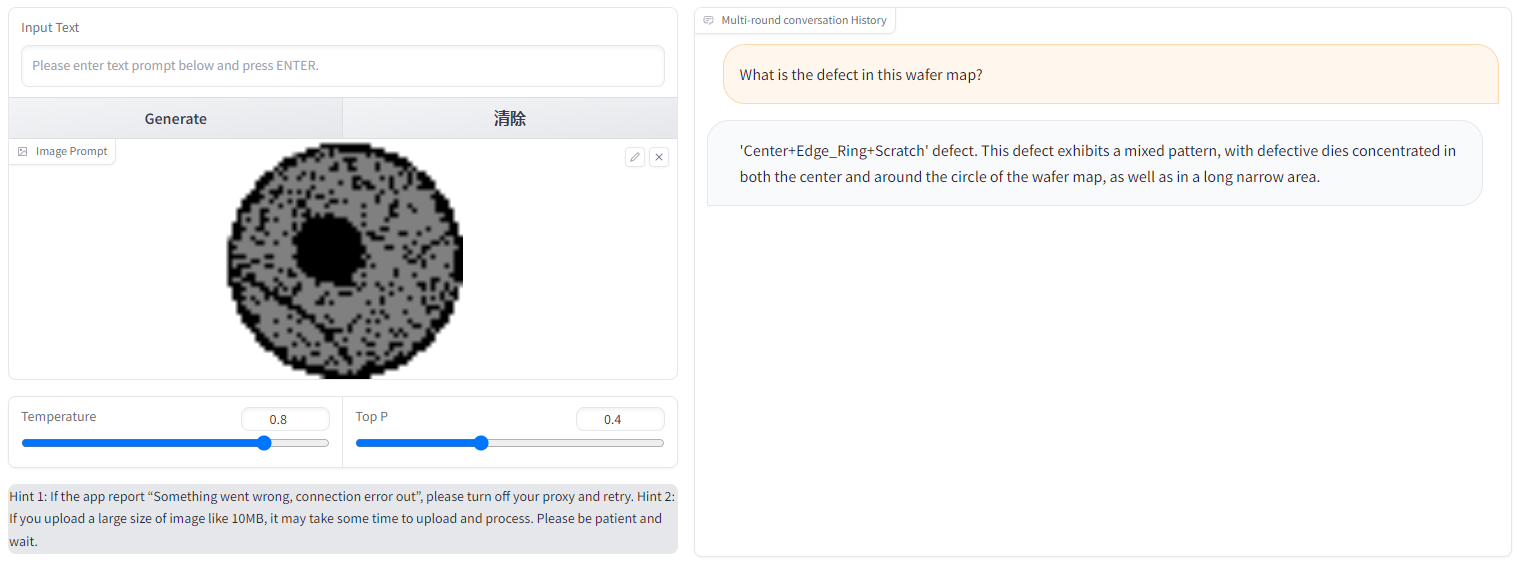 Input Text
Please enter text prompt below and press ENTER.
Generate
清除
Image Prompt
Temperature
0.8
Top P
0.4
Hint 1: If the app report “Something went wrong, connection error out”, please turn off your proxy and retry. Hint 2:
If you upload a large size of image like 10MB, it may take some time to upload and process. Please be patient and
wait.
Multi-round conversation History
What is the defect in this wafer map?
'Center+Edge_Ring+Scratch' defect. This defect exhibits a mixed pattern, with defective dies concentrated in
both the center and around the circle of the wafer map, as well as in a long narrow area.